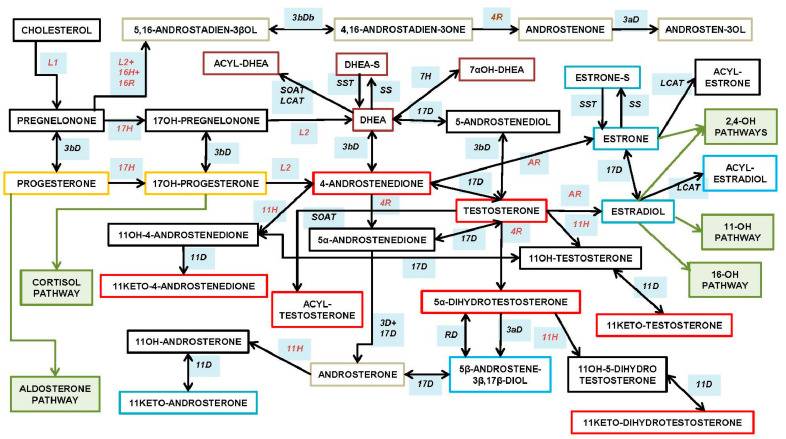 CHOLESTEROL
5,16-ANDROSTADIEN-3βOL
3bDb
4,16-ANDROSTADIEN-3ONE
4R
ANDROSTENONE
3aD
ANDROSTEN-3OL
L1
L2+
16H+
16R
ACYL-DHEA
DHEA-S
7H
7αOH-DHEA
ESTRONE-S
LCAT
ACYL-
ESTRONE
SOAT
LCAT
SST
SS
17D
SST
SS
PREGNELONONE
17H
17OH-PREGNELONONE
L2
DHEA
5-ANDROSTENEDIOL
ESTRONE
2,4-OH
PATHWAYS
3bD
3bD
3bD
3bD
17H
L2
AR
17D
17D
LCAT
ACYL-
ESTRADIOL
PROGESTERONE
17OH-PROGESTERONE
4-ANDROSTENEDIONE
AR
11H
4R
SOAT
TESTOSTERONE
11H
ESTRADIOL
11OH-4-ANDROSTENEDIONE
5α-ANDROSTENEDIONE
17D
4R
11-OH
PATHWAY
11D
17D
11OH-TESTOSTERONE
16-OH
PATHWAY
CORTISOL
PATHWAY
11KETO-4-ANDROSTENEDIONE
11D
ACYL-
TESTOSTERONE
5α-DIHYDROTESTOSTERONE
11KETO-TESTOSTERONE
3D+
17D
RD
3aD
11H
11OH-ANDROSTERONE
11H
11D
ANDROSTERONE
17D
5β-ANDROSTENE-
3β,17β-DIOL
11OH-5-DIHYDRO
TESTOSTERONE
11D
ALDOSTERONE
PATHWAY
11KETO-ANDROSTERONE
11KETO-DIHYDROTESTOSTERONE